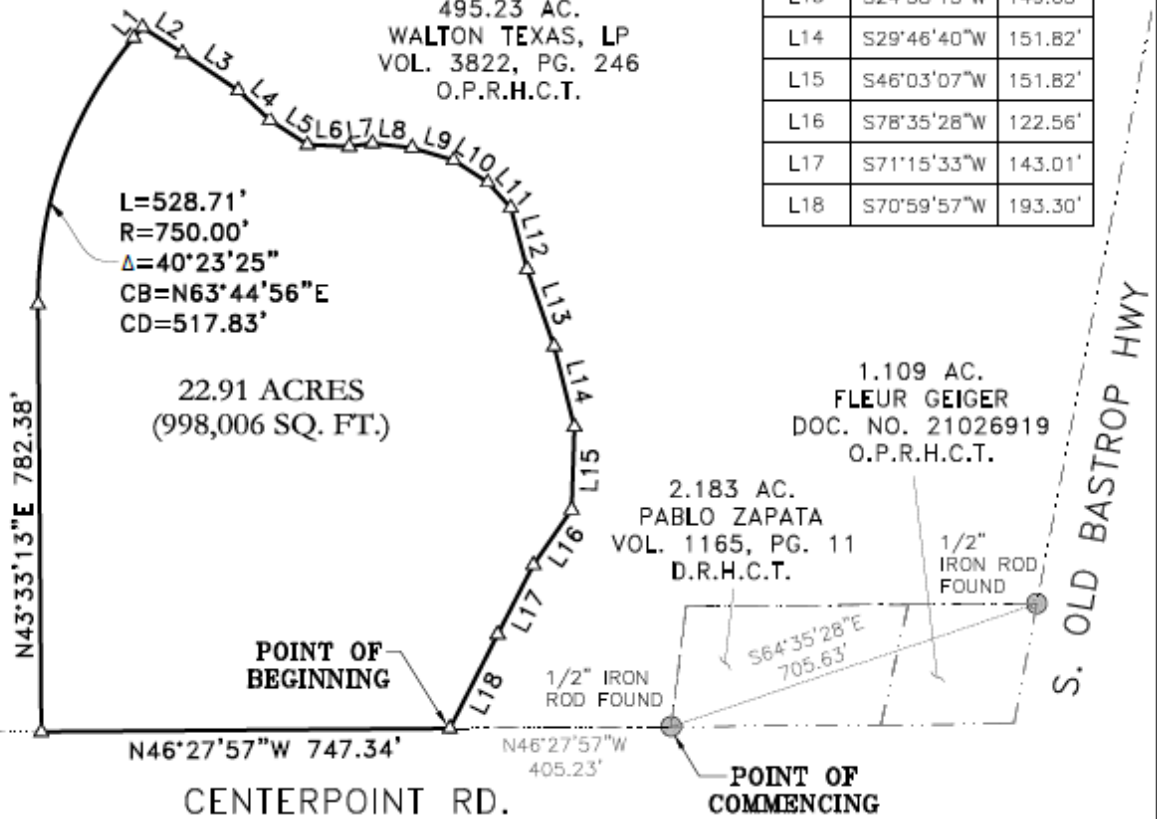 495.23 AC.
WALTON TEXAS, LP
VOL. 3822, PG. 246
O.P.R.H.C.T.
L14 S29°46'40"W 151.82'
L15 S46°03'07"W 151.82'
L16 S78°35'28"W 122.56'
L17 S71°15'33"W 143.01'
L18 S70°59'57"W 193.30'
L1
L2
L3
L4
L5
L6
L7
L8
L9
L10
L11
L12
L13
L14
L15
L16
L17
L18
L=528.71'
R=750.00'
Δ=40°23'25"
CB=N63°44'56"E
CD=517.83'
22.91 ACRES
(998,006 SQ. FT.)
N43°33'13"E 782.38'
1.109 AC.
FLEUR GEIGER
DOC. NO. 21026919
O.P.R.H.C.T.
2.183 AC.
PABLO ZAPATA
VOL. 1165, PG. 11
D.R.H.C.T.
1/2"
IRON ROD
FOUND
S. OLD BASTROP HWY
S64°35'28"E
705.63'
POINT OF
BEGINNING
1/2" IRON
ROD FOUND
N46°27'57"W 747.34'
N46°27'57"W
405.23'
POINT OF
COMMENCING
CENTERPOINT RD.